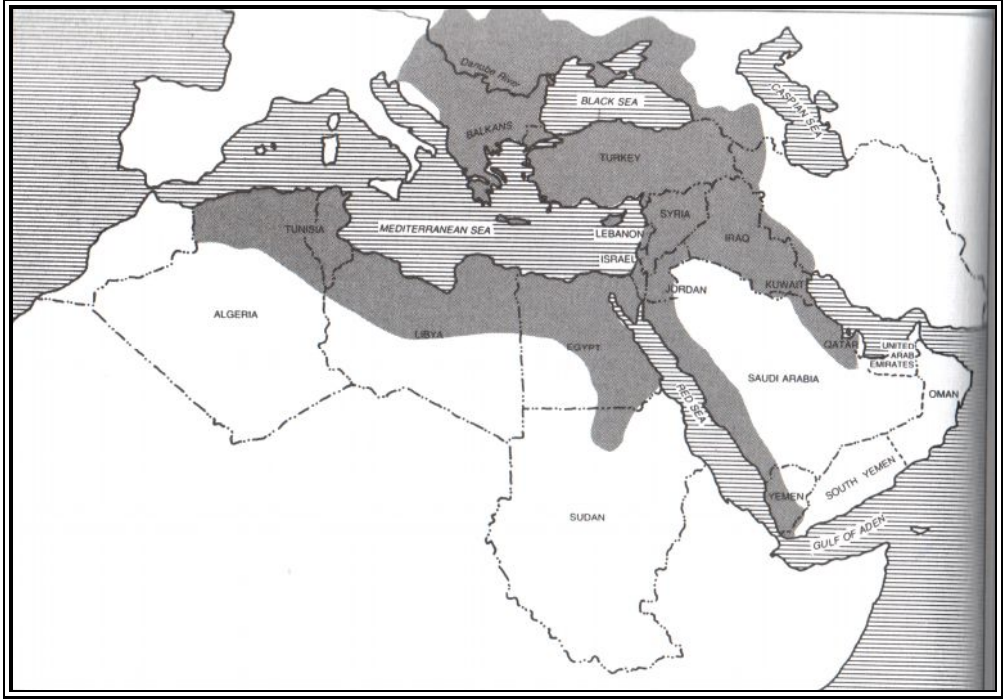 Danube River
BLACK SEA
CASPIAN SEA
BALKANS
TURKEY
SYRIA
TUNISIA
MEDITERRANEAN SEA
LEBANON
IRAQ
ISRAEL
JORDAN
KUWAIT
ALGERIA
LIBYA
EGYPT
QATAR
UNITED
ARAB
EMIRATES
SAUDI ARABIA
RED SEA
OMAN
SOUTH YEMEN
YEMEN
SUDAN
GULF OF ADEN